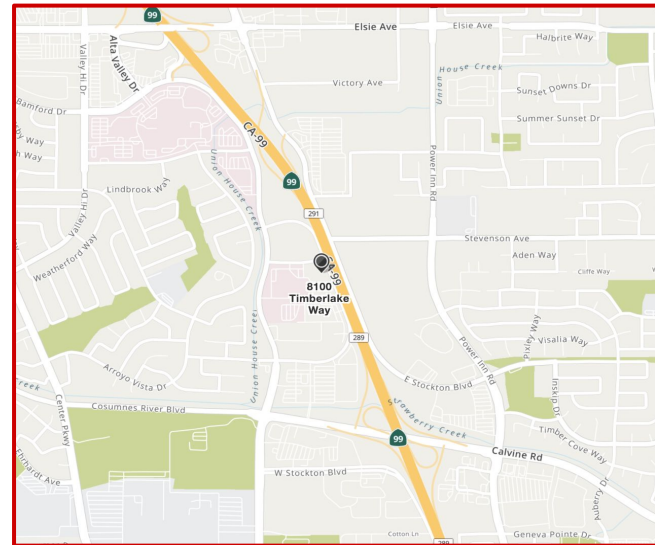 99
Elsie Ave
Elsie Ave
Halbrite Way
Alta Valley Dr
Valley Hi Dr
House Creek
Union
Victory Ave
Sunset Downs Dr
Bamford Dr
Summer Sunset Dr
CA-99
Way
h Way
Power Inn Rd
Union House Creek
99
Lindbrook Way
Valley Hi Dr
291
Stevenson Ave
Weatherford Way
Aden Way
CA-99
Cliffe Way
8100
Timberlake
Way
Union House Creek
289
Pixley Way
Visalia Way
Power Inn Rd
Arroyo Vista Dr
E Stockton Blvd
Inskip Dr
Creek
Center Pkwy
Cosumnes River Blvd
Strawberry Creek
Timber Cove Way
99
Calvine Rd
Ehrhardt Ave
W Stockton Blvd
Auberry Dr
Cotton Ln
Geneva Pointe Dr
289